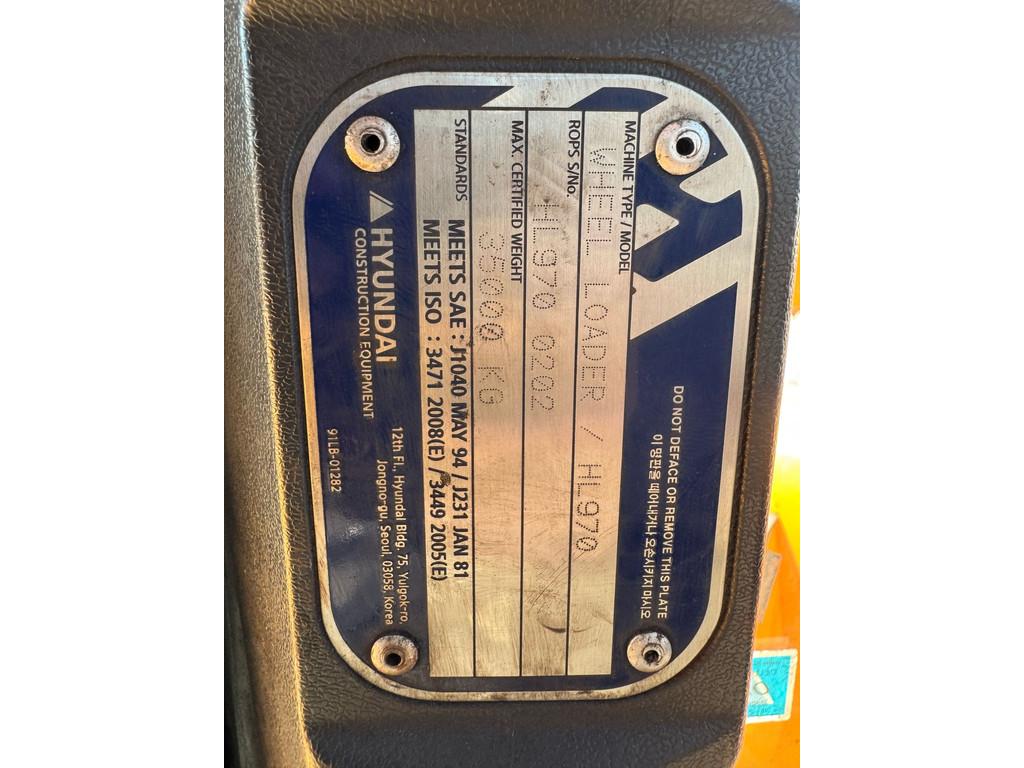 DO NOT DEFACE OR REMOVE THIS PLATE
이 명판을 떼어내거나 오손시키지 마시오
MACHINE TYPE / MODEL
WHEEL LOADER / HL970
ROPS S/No.
HL970 0202
MAX. CERTIFIED WEIGHT
35000 KG
STANDARDS
MEETS SAE : J1040 MAY 94 / J231 JAN 81
MEETS ISO : 3471 2008(E) / 3449 2005(E)
HYUNDAI
CONSTRUCTION EQUIPMENT
12th Fl., Hyundai Bldg. 75, Yulgok-ro,
Jongno-gu, Seoul, 03058, Korea
91LB-01282